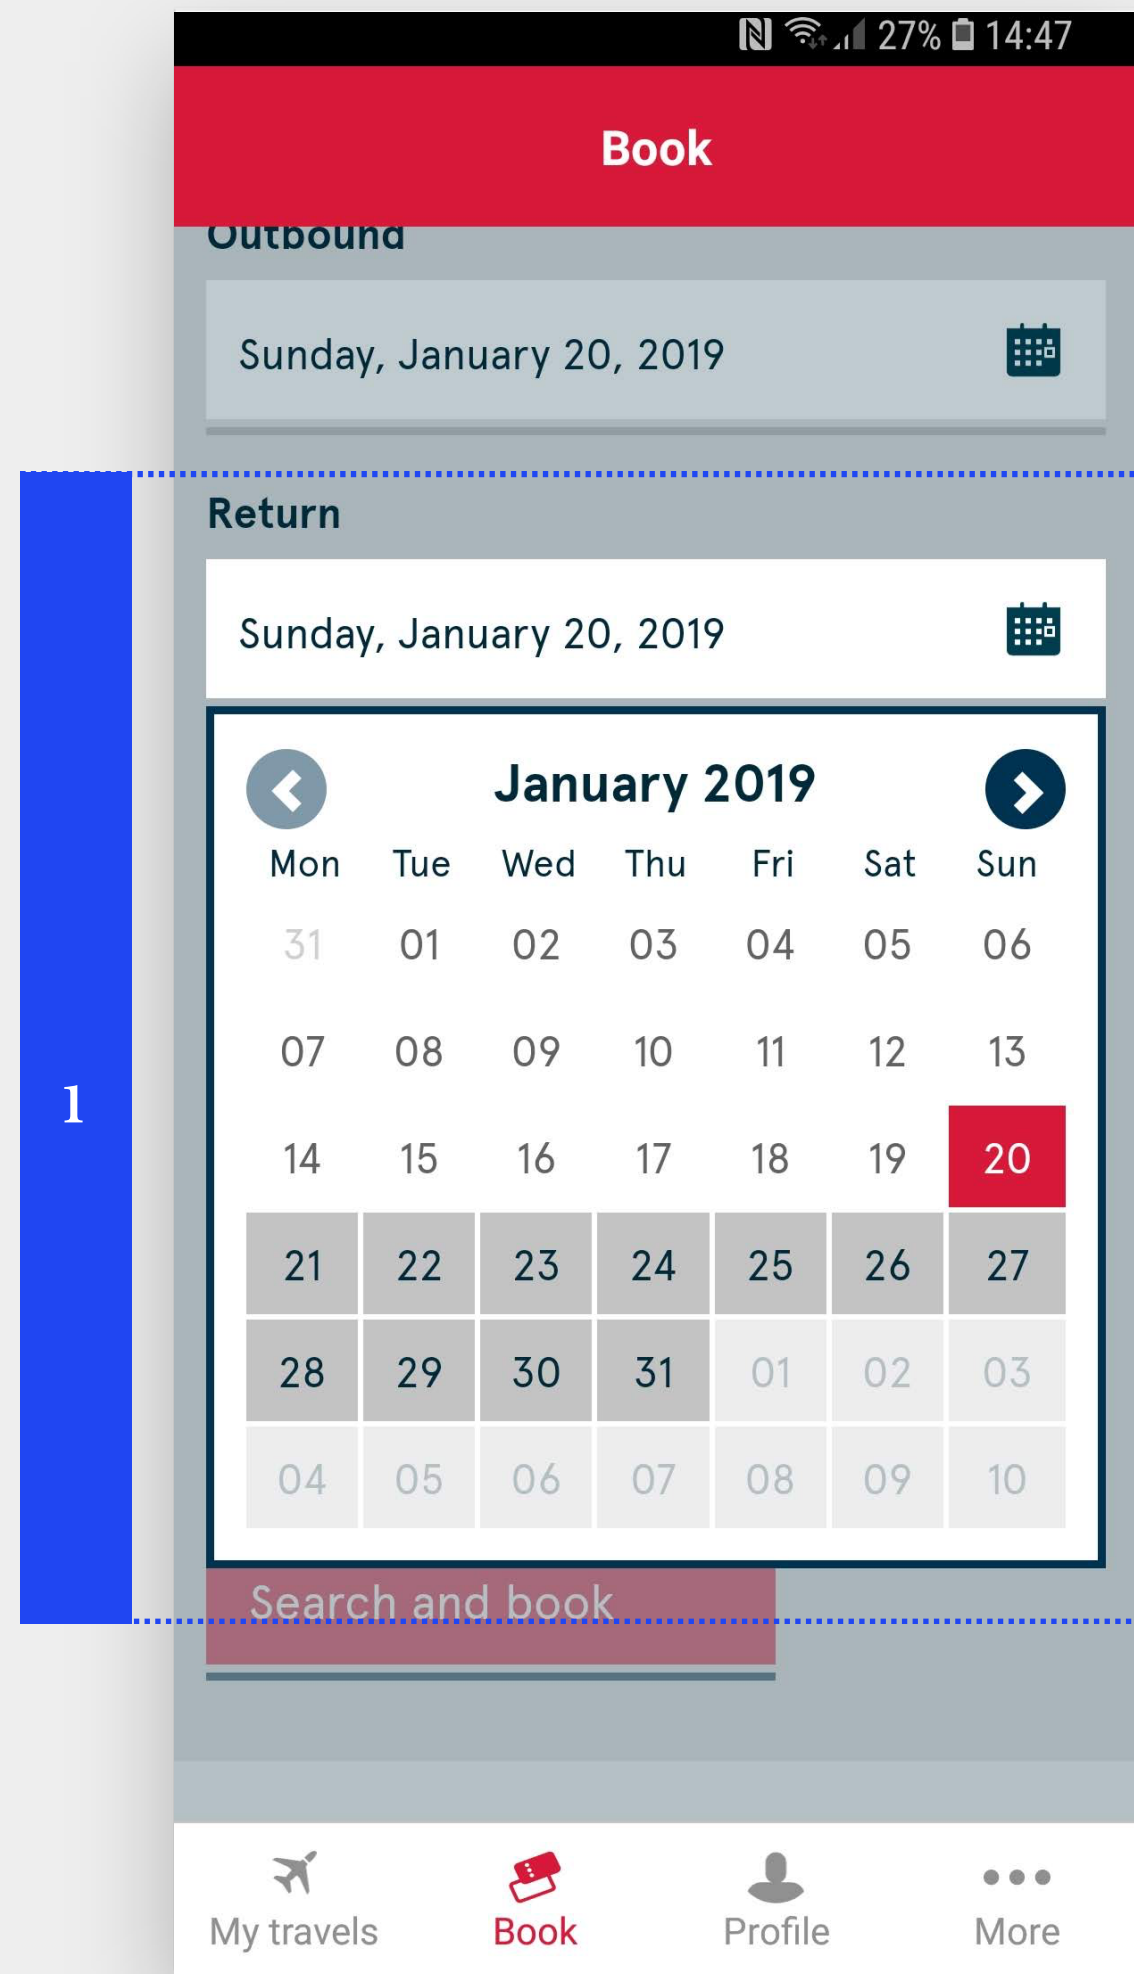 27% 14:47
Book
Outbound
Sunday, January 20, 2019
Return
Sunday, January 20, 2019
January 2019
Mon Tue Wed Thu Fri Sat Sun
31 01 02 03 04 05 06
07 08 09 10 11 12 13
1
14 15 16 17 18 19 20
21 22 23 24 25 26 27
28 29 30 31 01 02 03
04 05 06 07 08 09 10
Search and book
My travels Book Profile More